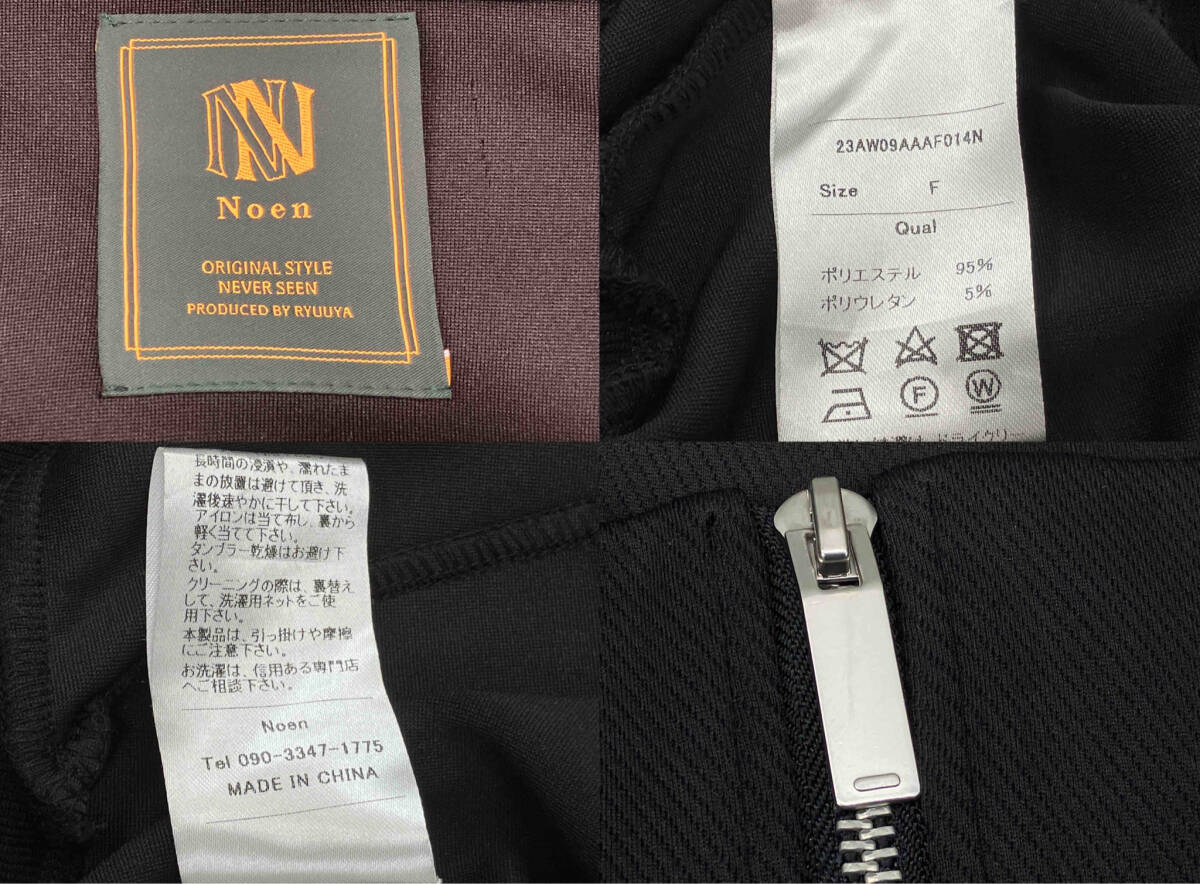 NN
Noen
ORIGINAL STYLE
NEVER SEEN
PRODUCED BY RYUUYA
23AW09AAAF014N
Size F
Qual
ポリエステル 95%
ポリウレタン 5%
F W
ドライクリー
長時間の浸漬や、濡れたま
まの放置は避けて頂き、洗
濯後速やかに干して下さい。
アイロンは当て布し、裏から
軽く当てて下さい。
タンブラー乾燥はお避け下
さい。
クリーニングの際は、裏替え
して、洗濯用ネットをご使
用下さい。
本製品は、引っ掛けや摩擦
にご注意下さい。
お洗濯は、信用ある専門店
へご相談下さい。
Noen
Tel 090-3347-1775
MADE IN CHINA